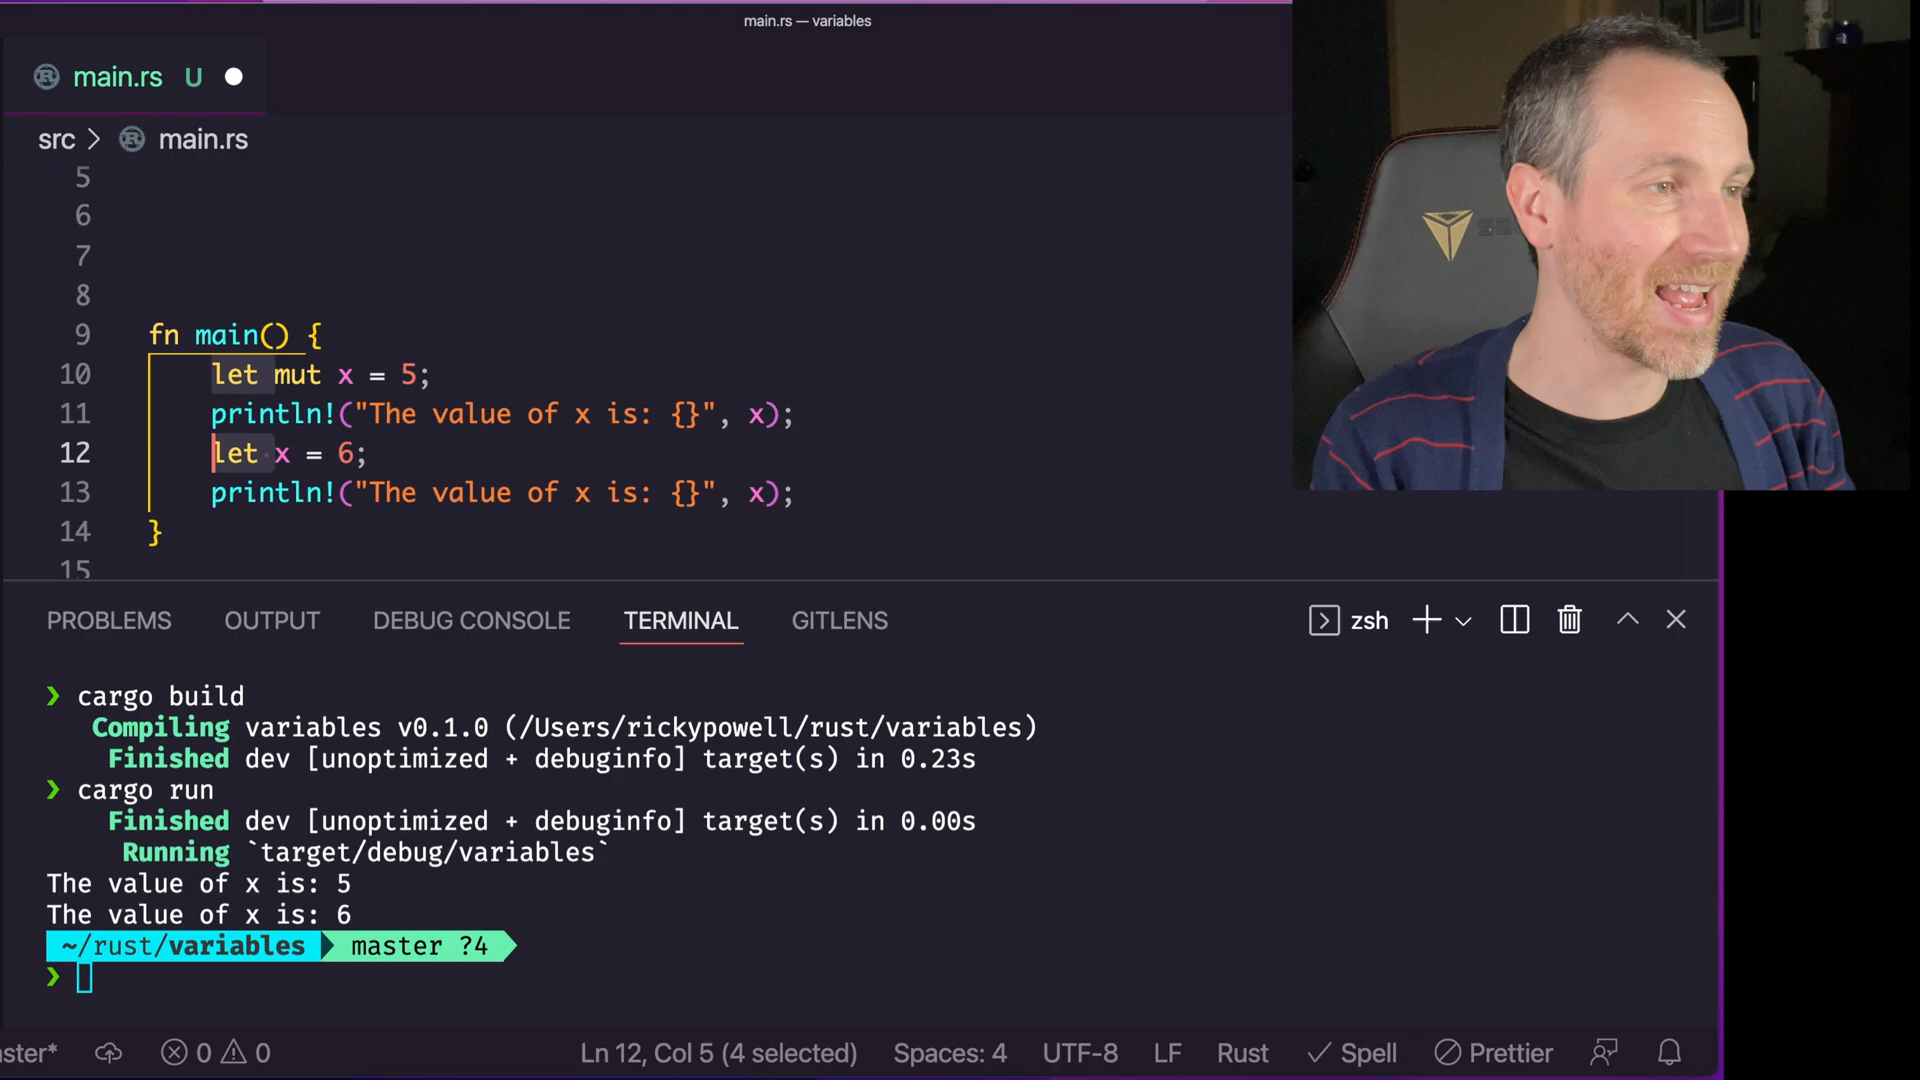 main.rs — variables
main.rs U
src > main.rs
5
6
7
8
9 fn main() {
10 let mut x = 5;
11 println!("The value of x is: {}", x);
12 let x = 6;
13 println!("The value of x is: {}", x);
14 }
15
PROBLEMS OUTPUT DEBUG CONSOLE TERMINAL GITLENS zsh
❯ cargo build
Compiling variables v0.1.0 (/Users/rickypowell/rust/variables)
Finished dev [unoptimized + debuginfo] target(s) in 0.23s
❯ cargo run
Finished dev [unoptimized + debuginfo] target(s) in 0.00s
Running `target/debug/variables`
The value of x is: 5
The value of x is: 6
~/rust/variables master ?4
❯
ster* 0 0 Ln 12, Col 5 (4 selected) Spaces: 4 UTF-8 LF Rust Spell Prettier